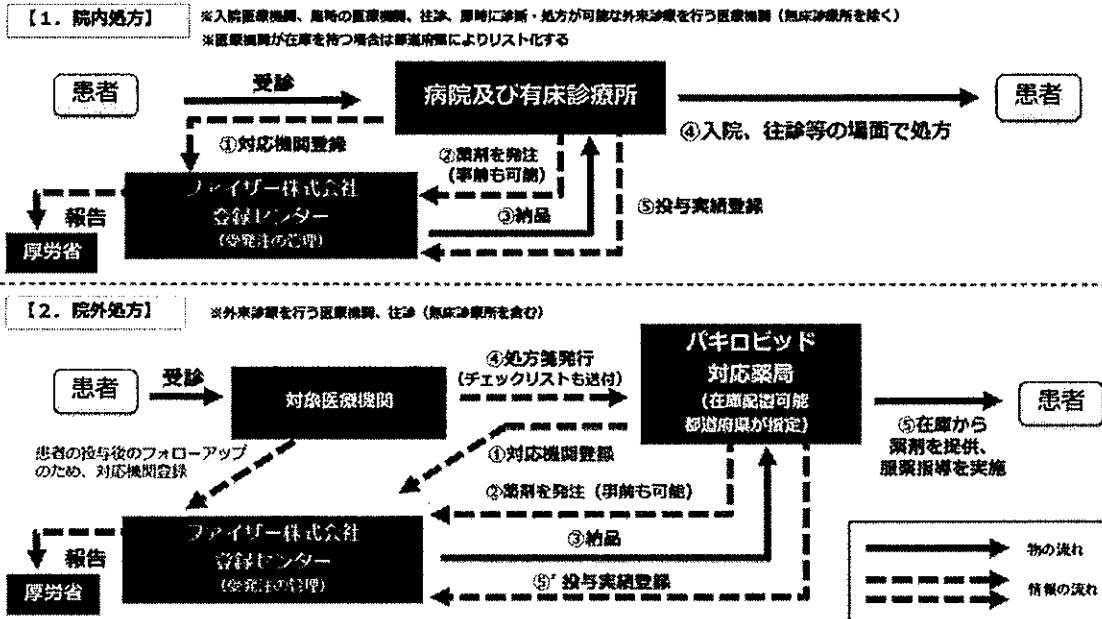 【1. 院内処方】
※入院医療機関、臨時の医療機関、往診、即時に診断・処方が可能な外来診療を行う医療機関（無床診療所を除く）
※医療機関が在庫を持つ場合は都道府県によりリスト化する
患者
受診
病院及び有床診療所
患者
④入院、往診等の場面で処方
①対応機関登録
②薬剤を発注
（事前も可能）
ファイザー株式会社
登録センター
（受発注の管理）
③納品
⑤投与実績登録
報告
厚労省
【2. 院外処方】
※外来診療を行う医療機関、往診（無床診療所を含む）
患者
受診
対象医療機関
④処方箋発行
（チェックリストも送付）
パキロビッド
対応薬局
（在庫配置可能
都道府県が指定）
患者
⑤在庫から
薬剤を提供、
服薬指導を実施
患者の投与後のフォローアップ
のため、対応機関登録
①対応機関登録
②薬剤を発注（事前も可能）
ファイザー株式会社
登録センター
（受発注の管理）
③納品
⑤’投与実績登録
報告
厚労省
物の流れ
情報の流れ